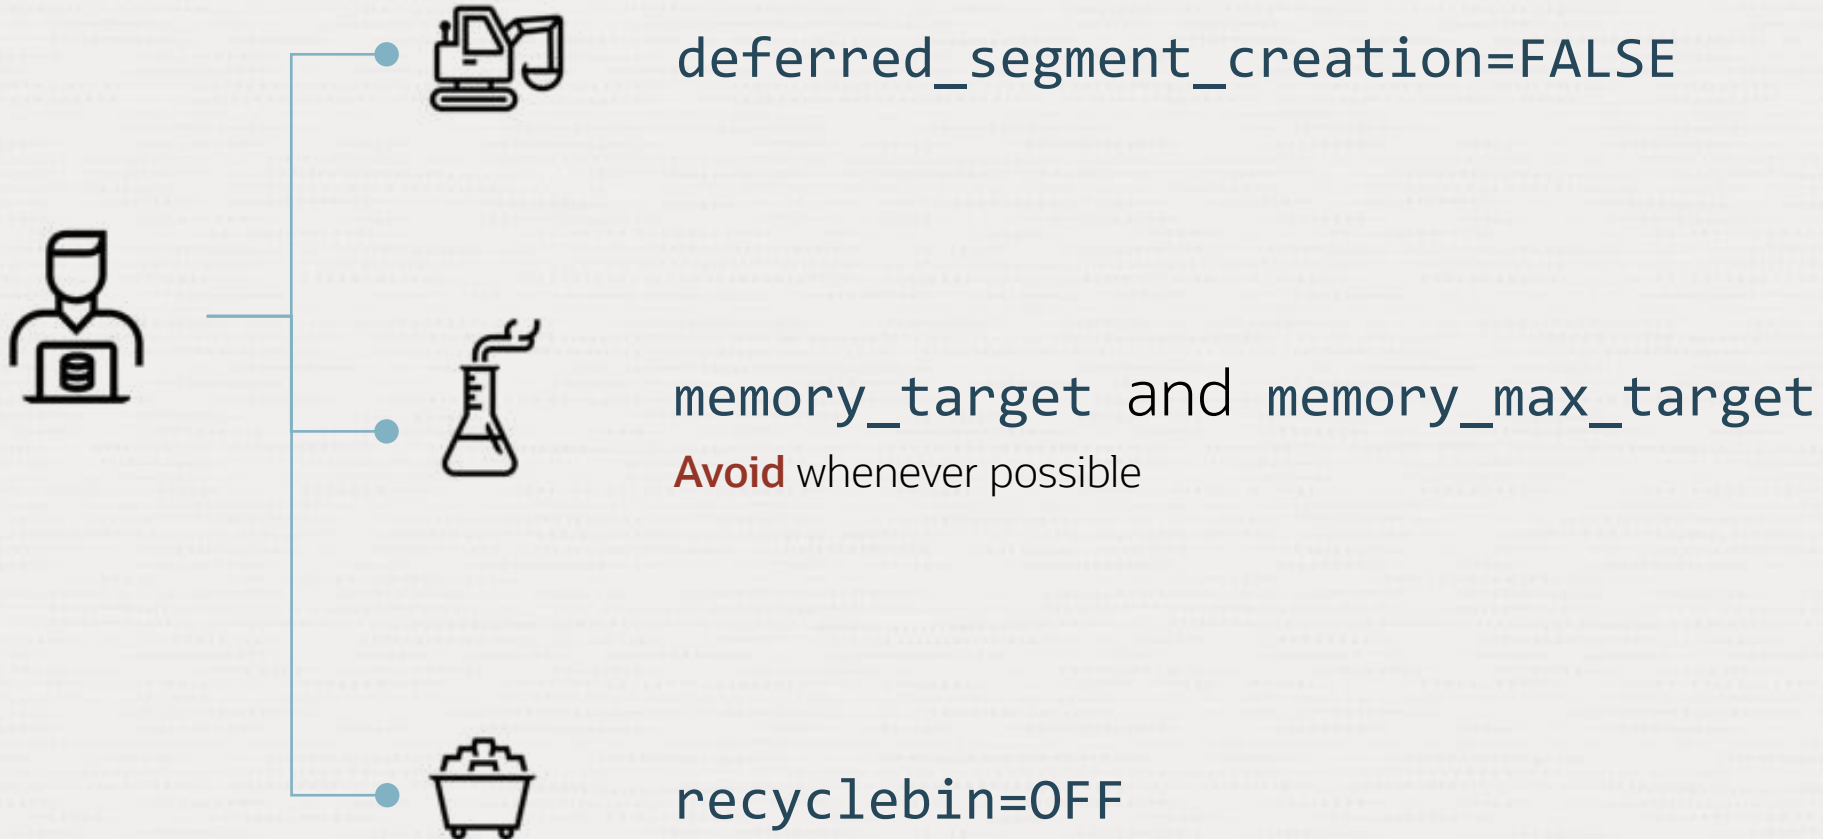 deferred_segment_creation=FALSE
memory_target and memory_max_target
Avoid whenever possible
recyclebin=OFF